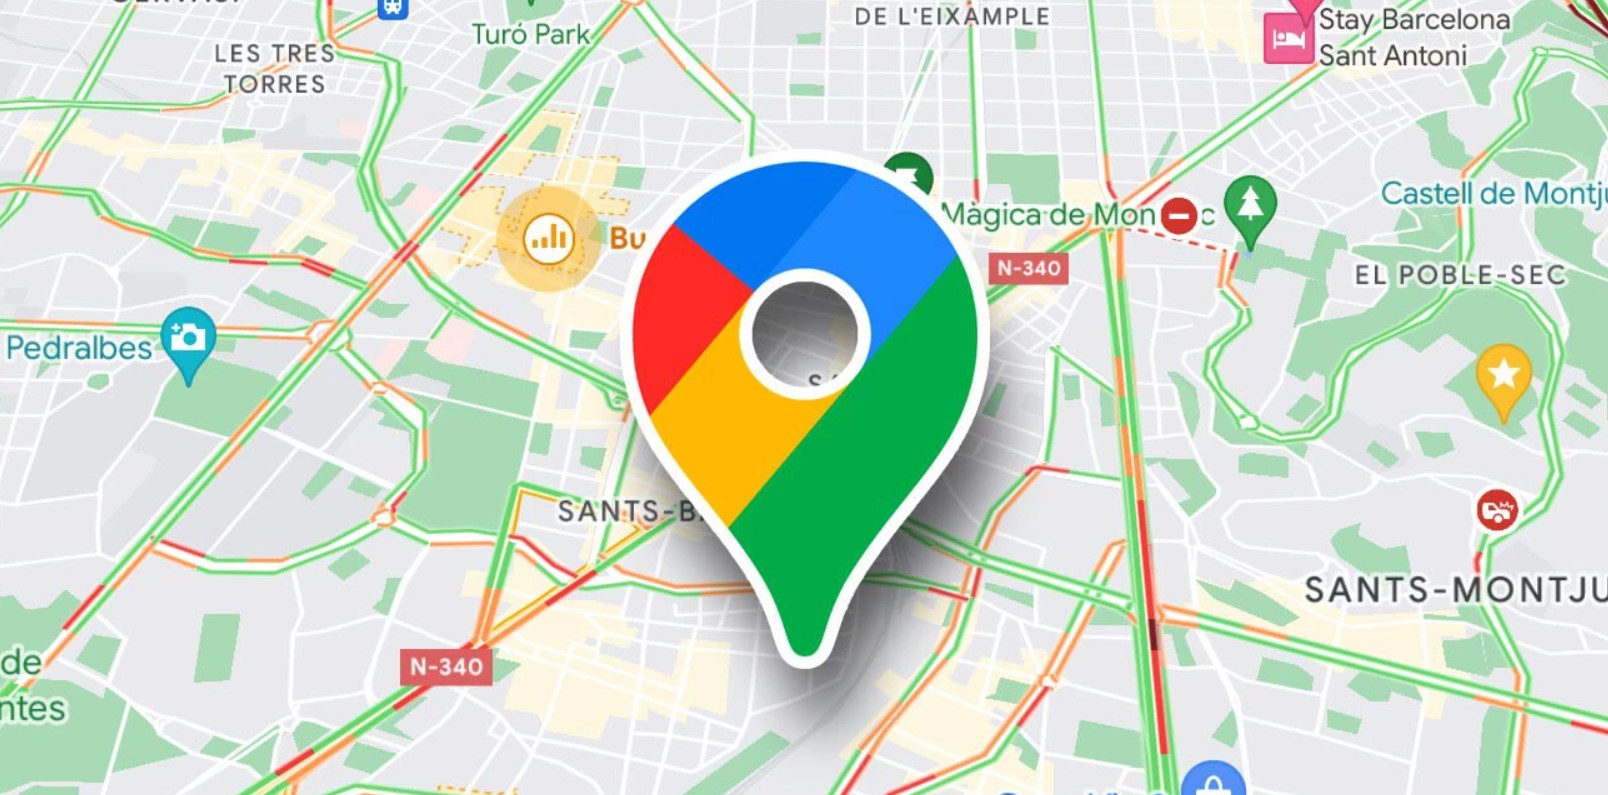 DE L'EIXAMPLE
Stay Barcelona
Sant Antoni
Turó Park
LES TRES
TORRES
Castell de Montju
Màgica de Mon
c
Bu
N-340
EL POBLE-SEC
Pedralbes
SANTS-B
SANTS-MONTJU
N-340
de
ntes